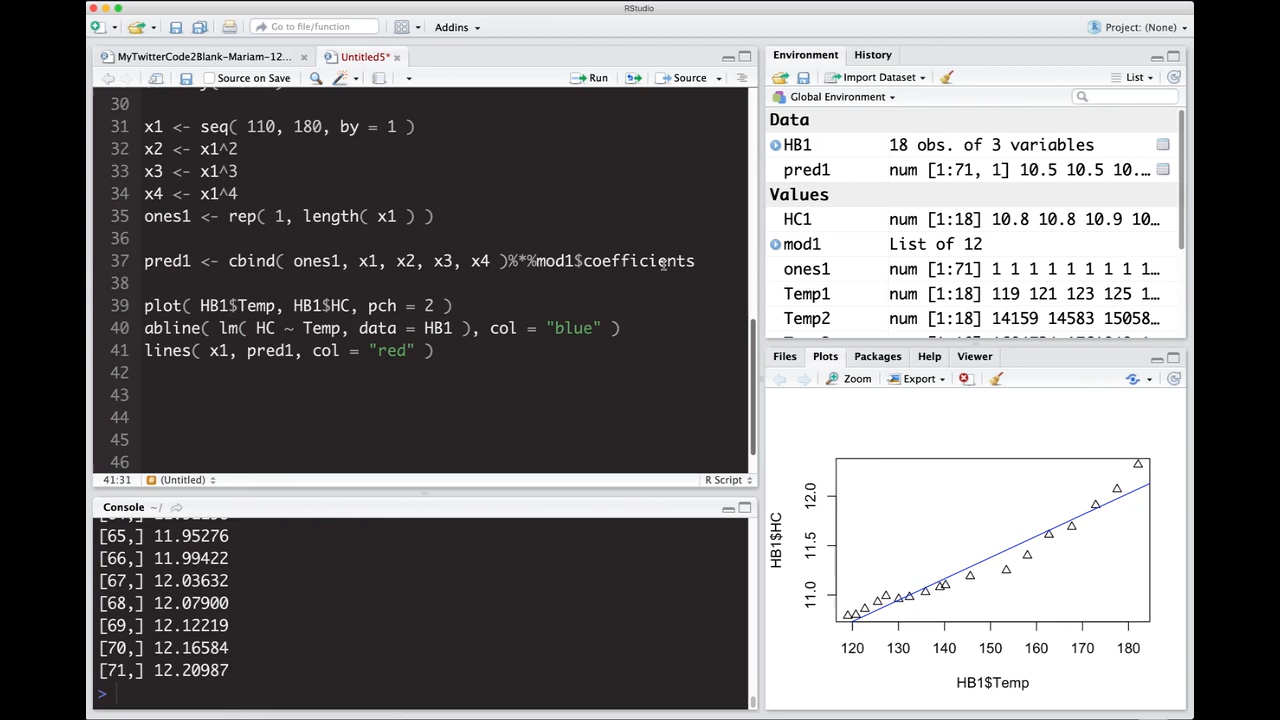 RStudio
Go to file/function
Addins
Project: (None)
MyTwitterCode2Blank-Mariam-12...
Untitled5*
Source on Save
Run
Source
30
31 x1 <- seq( 110, 180, by = 1 )
32 x2 <- x1^2
33 x3 <- x1^3
34 x4 <- x1^4
35 ones1 <- rep( 1, length( x1 ) )
36
37 pred1 <- cbind( ones1, x1, x2, x3, x4 )%*%mod1$coefficients
38
39 plot( HB1$Temp, HB1$HC, pch = 2 )
40 abline( lm( HC ~ Temp, data = HB1 ), col = "blue" )
41 lines( x1, pred1, col = "red" )
42
43
44
45
46
41:31
(Untitled)
R Script
Console ~/
[65,] 11.95276
[66,] 11.99422
[67,] 12.03632
[68,] 12.07900
[69,] 12.12219
[70,] 12.16584
[71,] 12.20987
>
Environment History
Import Dataset
List
Global Environment
Data
HB1 18 obs. of 3 variables
pred1 num [1:71, 1] 10.5 10.5 10.…
Values
HC1 num [1:18] 10.8 10.8 10.9 10…
mod1 List of 12
ones1 num [1:71] 1 1 1 1 1 1 1 1 1…
Temp1 num [1:18] 119 121 123 125 1…
Temp2 num [1:18] 14159 14583 15058…
Files Plots Packages Help Viewer
Zoom
Export
HB1$HC
12.0
11.5
11.0
120 130 140 150 160 170 180
HB1$Temp